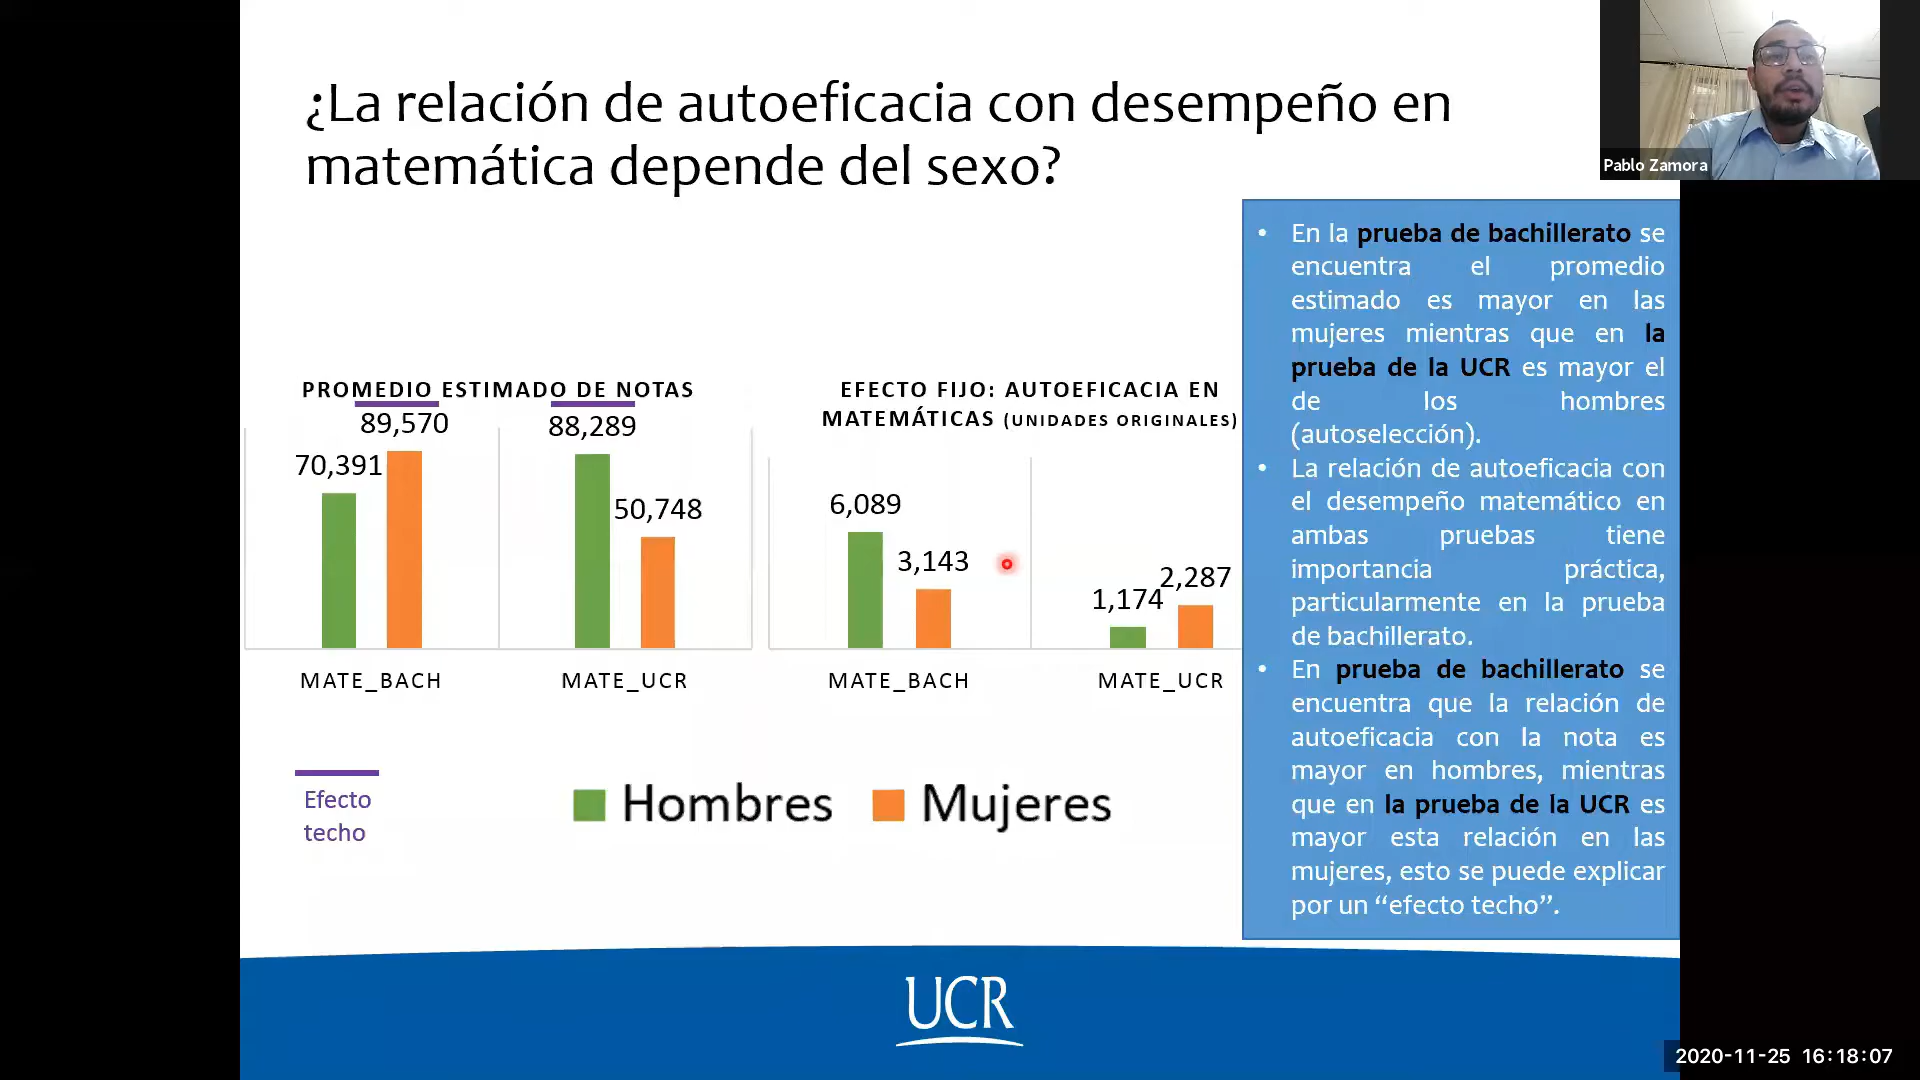 ¿La relación de autoeficacia con desempeño en
matemática depende del sexo?
Pablo Zamora
PROMEDIO ESTIMADO DE NOTAS
70,391
89,570
88,289
50,748
MATE_BACH
MATE_UCR
EFECTO FIJO: AUTOEFICACIA EN
MATEMÁTICAS (UNIDADES ORIGINALES)
6,089
3,143
1,174
2,287
MATE_BACH
MATE_UCR
Efecto
techo
Hombres
Mujeres
• En la prueba de bachillerato se
encuentra el promedio
estimado es mayor en las
mujeres mientras que en la
prueba de la UCR es mayor el
de los hombres
(autoselección).
• La relación de autoeficacia con
el desempeño matemático en
ambas pruebas tiene
importancia práctica,
particularmente en la prueba
de bachillerato.
• En prueba de bachillerato se
encuentra que la relación de
autoeficacia con la nota es
mayor en hombres, mientras
que en la prueba de la UCR es
mayor esta relación en las
mujeres, esto se puede explicar
por un “efecto techo”.
UCR
2020-11-25 16:18:07